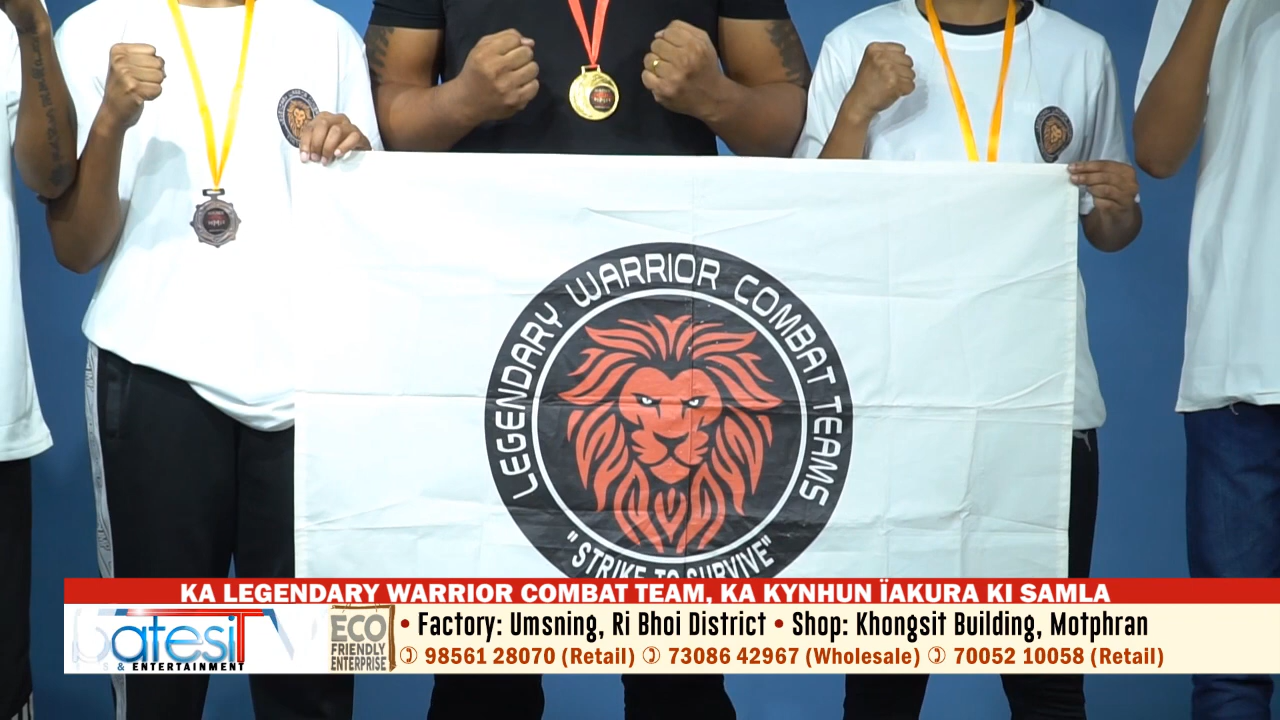 LEGENDARY WARRIOR COMBAT TEAMS
"STRIKE TO SURVIVE"
KA LEGENDARY WARRIOR COMBAT TEAM, KA KYNHUN ÏAKURA KI SAMLA
batesiTV
S & ENTERTAINMENT
ECO
FRIENDLY
ENTERPRISE
• Factory: Umsning, Ri Bhoi District • Shop: Khongsit Building, Motphran
98561 28070 (Retail) 73086 42967 (Wholesale) 70052 10058 (Retail)